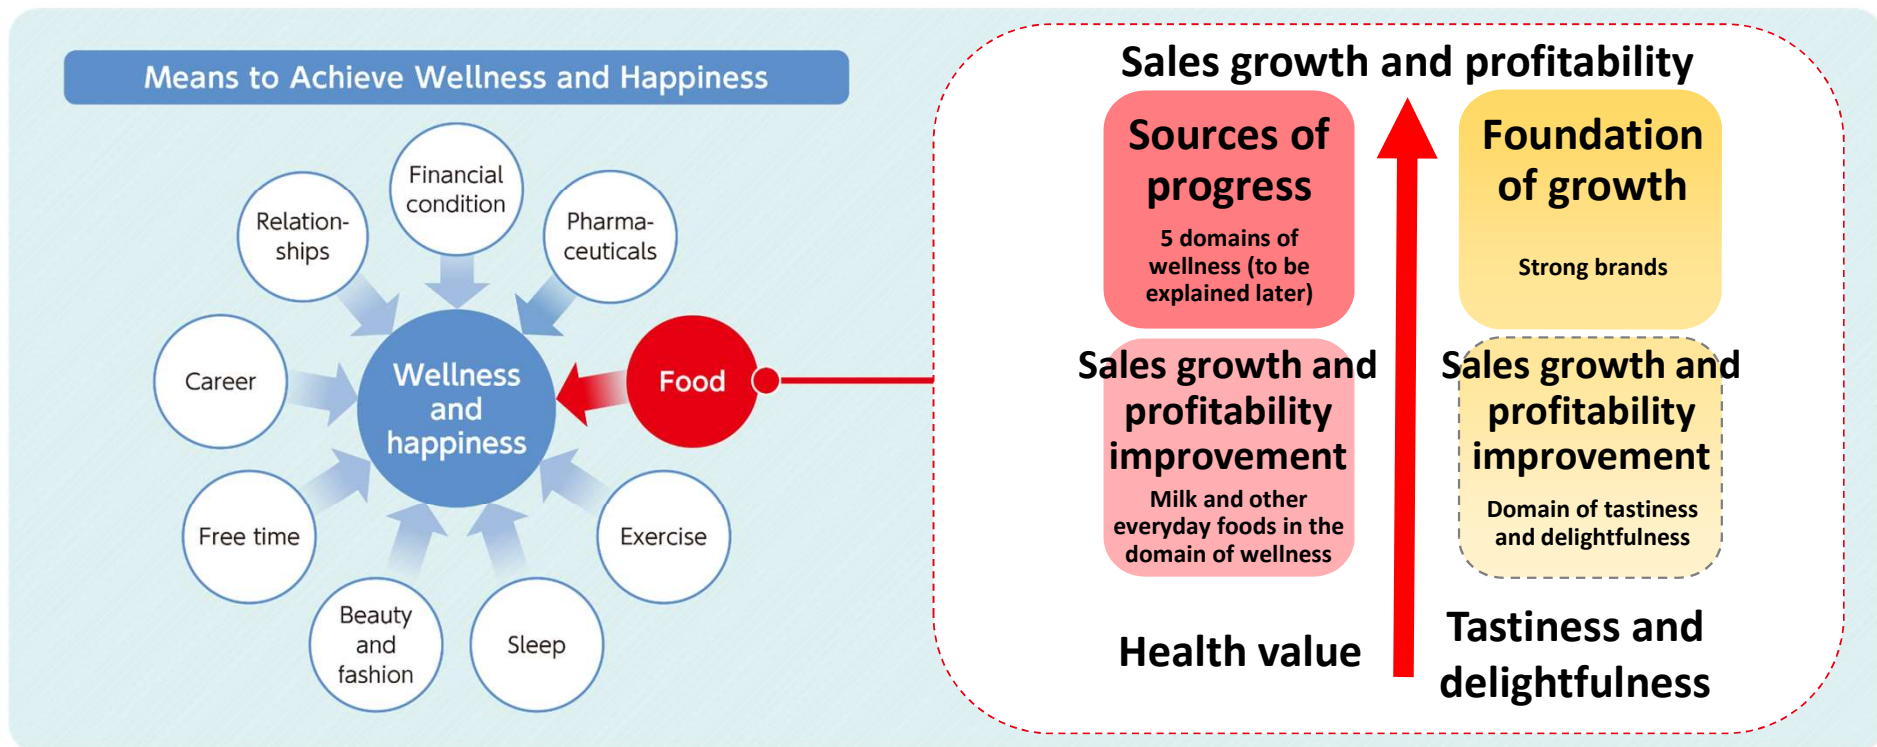 Means to Achieve Wellness and Happiness
Financial
condition
Relation-
ships
Pharma-
ceuticals
Career
Wellness
and
happiness
Food
Free time
Exercise
Beauty
and
fashion
Sleep
Sales growth and profitability
Sources of
progress
5 domains of
wellness (to be
explained later)
Foundation
of growth
Strong brands
Sales growth and
profitability
improvement
Milk and other
everyday foods in the
domain of wellness
Sales growth and
profitability
improvement
Domain of tastiness
and delightfulness
Health value
Tastiness and
delightfulness